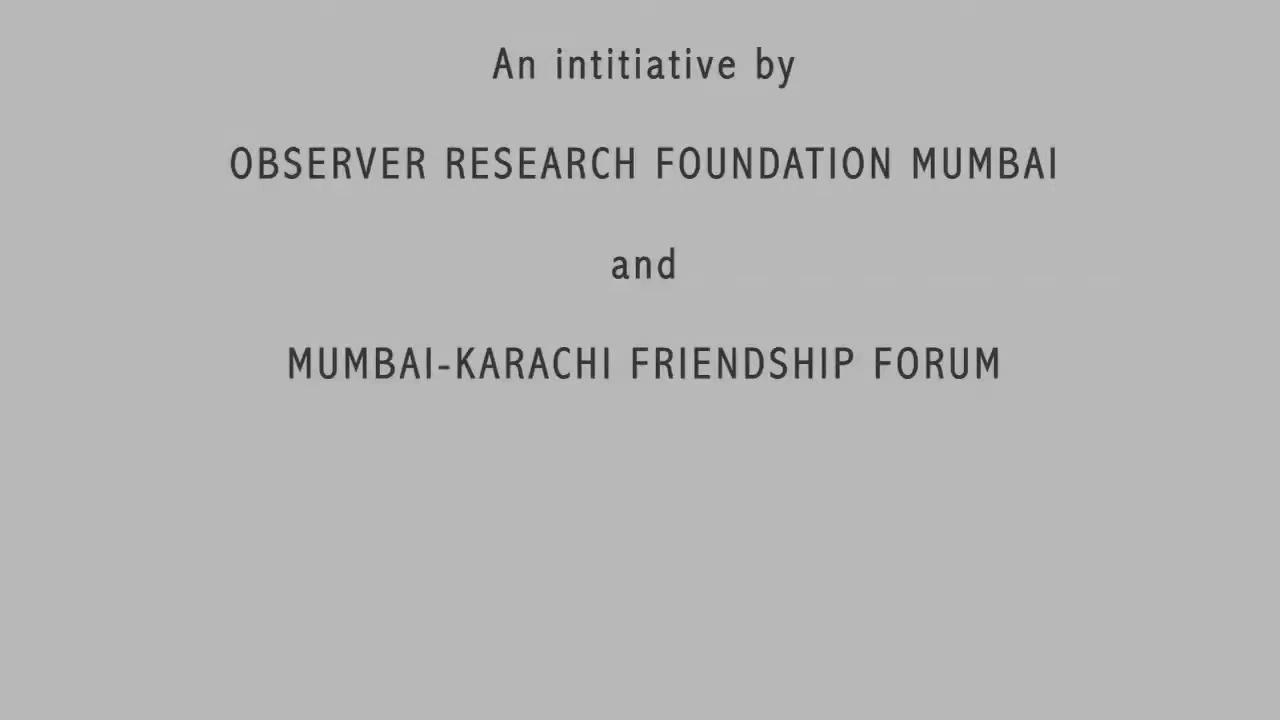 An intitiative by
OBSERVER RESEARCH FOUNDATION MUMBAI
and
MUMBAI-KARACHI FRIENDSHIP FORUM